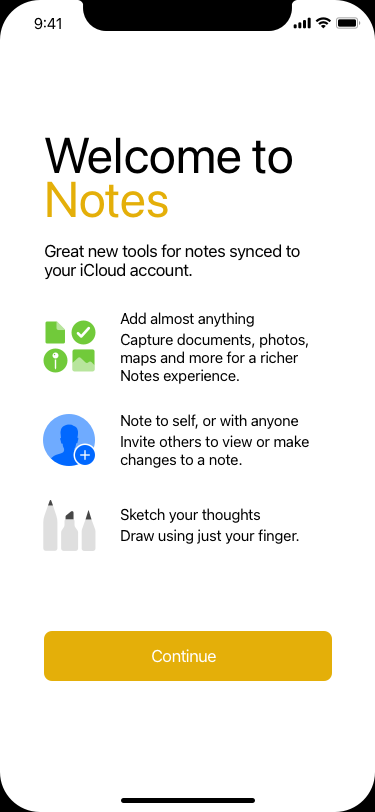 9:41
Welcome to
Notes
Great new tools for notes synced to
your iCloud account.
Add almost anything
Capture documents, photos,
maps and more for a richer
Notes experience.
Note to self, or with anyone
Invite others to view or make
changes to a note.
Sketch your thoughts
Draw using just your finger.
Continue